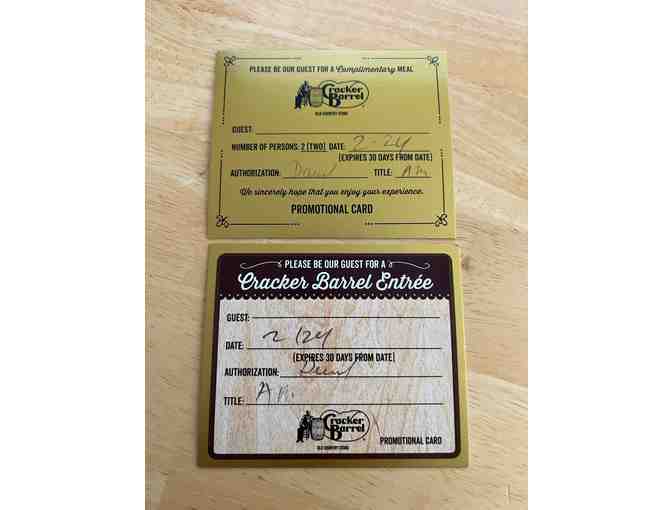 PLEASE BE OUR GUEST FOR A Complimentary MEAL
Cracker Barrel
OLD COUNTRY STORE
GUEST:
NUMBER OF PERSONS: 2 (TWO) DATE: 2-24
(EXPIRES 30 DAYS FROM DATE)
AUTHORIZATION: TITLE: AM
We sincerely hope that you enjoy your experience.
PROMOTIONAL CARD
PLEASE BE OUR GUEST FOR A
Cracker Barrel Entrée
GUEST:
DATE: 2/24
(EXPIRES 30 DAYS FROM DATE)
AUTHORIZATION:
TITLE: AM
Cracker Barrel
OLD COUNTRY STORE
PROMOTIONAL CARD